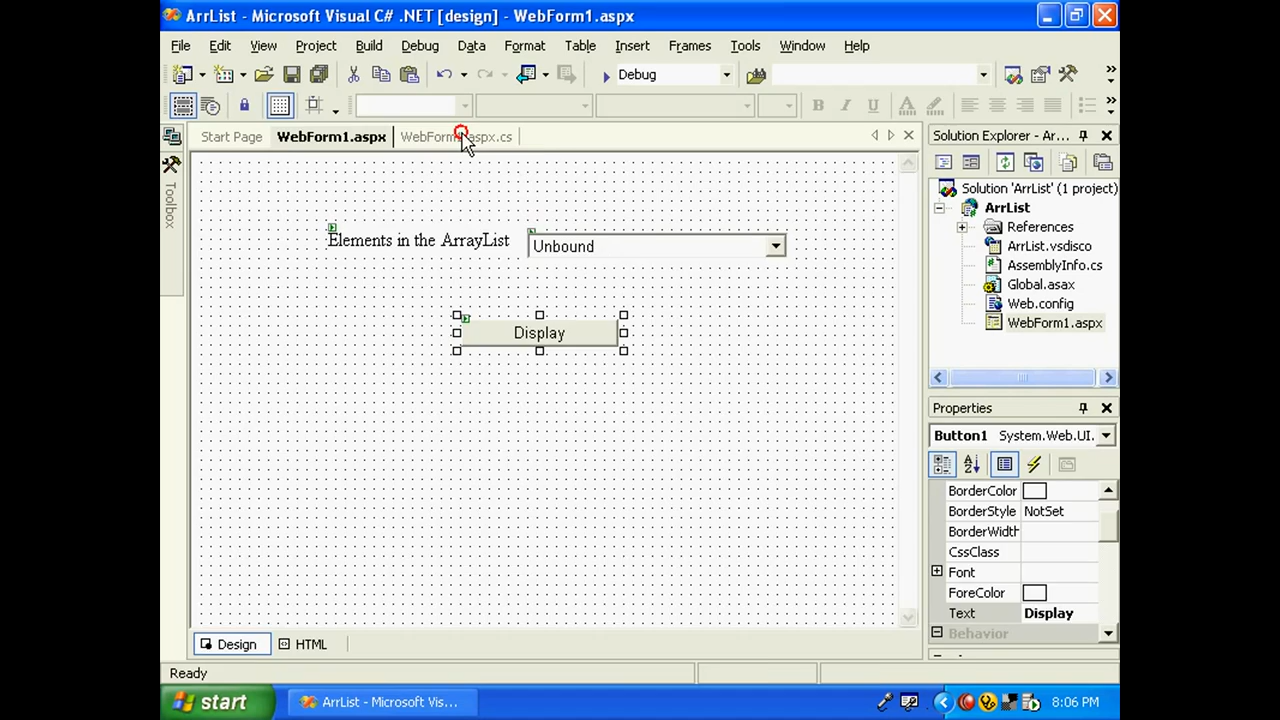 ArrList - Microsoft Visual C# .NET [design] - WebForm1.aspx
File Edit View Project Build Debug Data Format Table Insert Frames Tools Window Help
Debug
B I U A
Start Page WebForm1.aspx
Toolbox
Elements in the ArrayList Unbound
Display
Design HTML
Solution Explorer - Ar...
Solution 'ArrList' (1 project)
ArrList
References
ArrList.vsdisco
AssemblyInfo.cs
Global.asax
Web.config
WebForm1.aspx
Properties
Button1 System.Web.UI.
BorderColor
BorderStyle NotSet
BorderWidth
CssClass
Font
ForeColor
Text Display
Behavior
Ready
start ArrList - Microsoft Vis... 8:06 PM